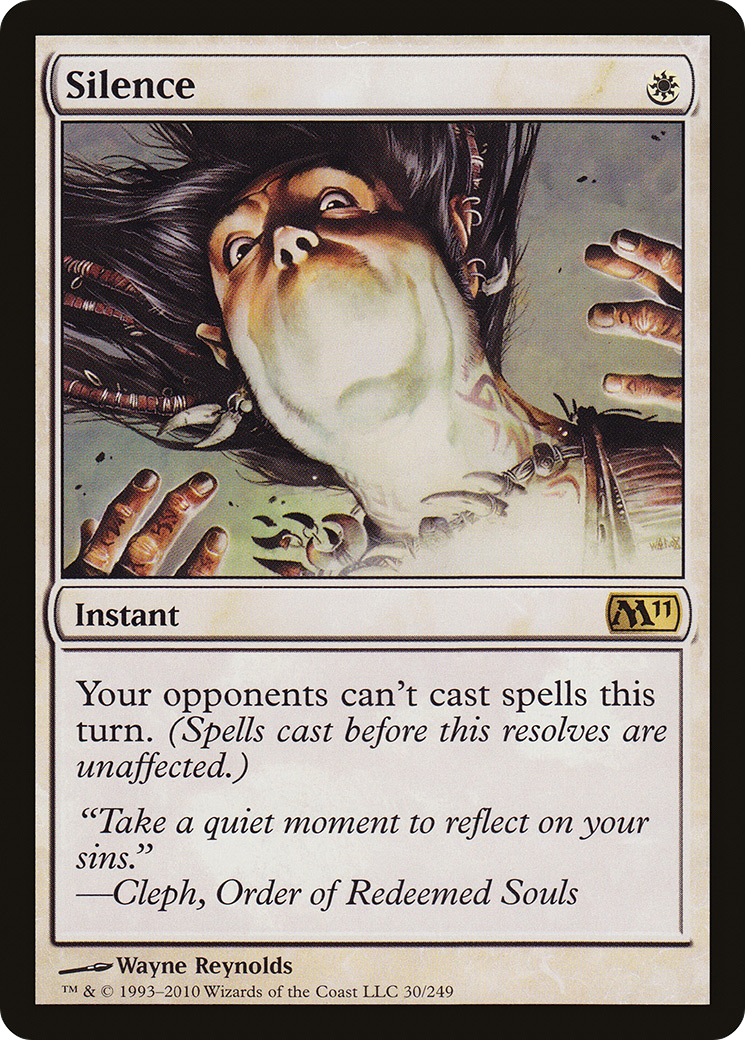 Silence
Instant
M11
Your opponents can't cast spells this
turn. (Spells cast before this resolves are
unaffected.)
“Take a quiet moment to reflect on your
sins.”
—Cleph, Order of Redeemed Souls
Wayne Reynolds
™ & © 1993–2010 Wizards of the Coast LLC 30/249